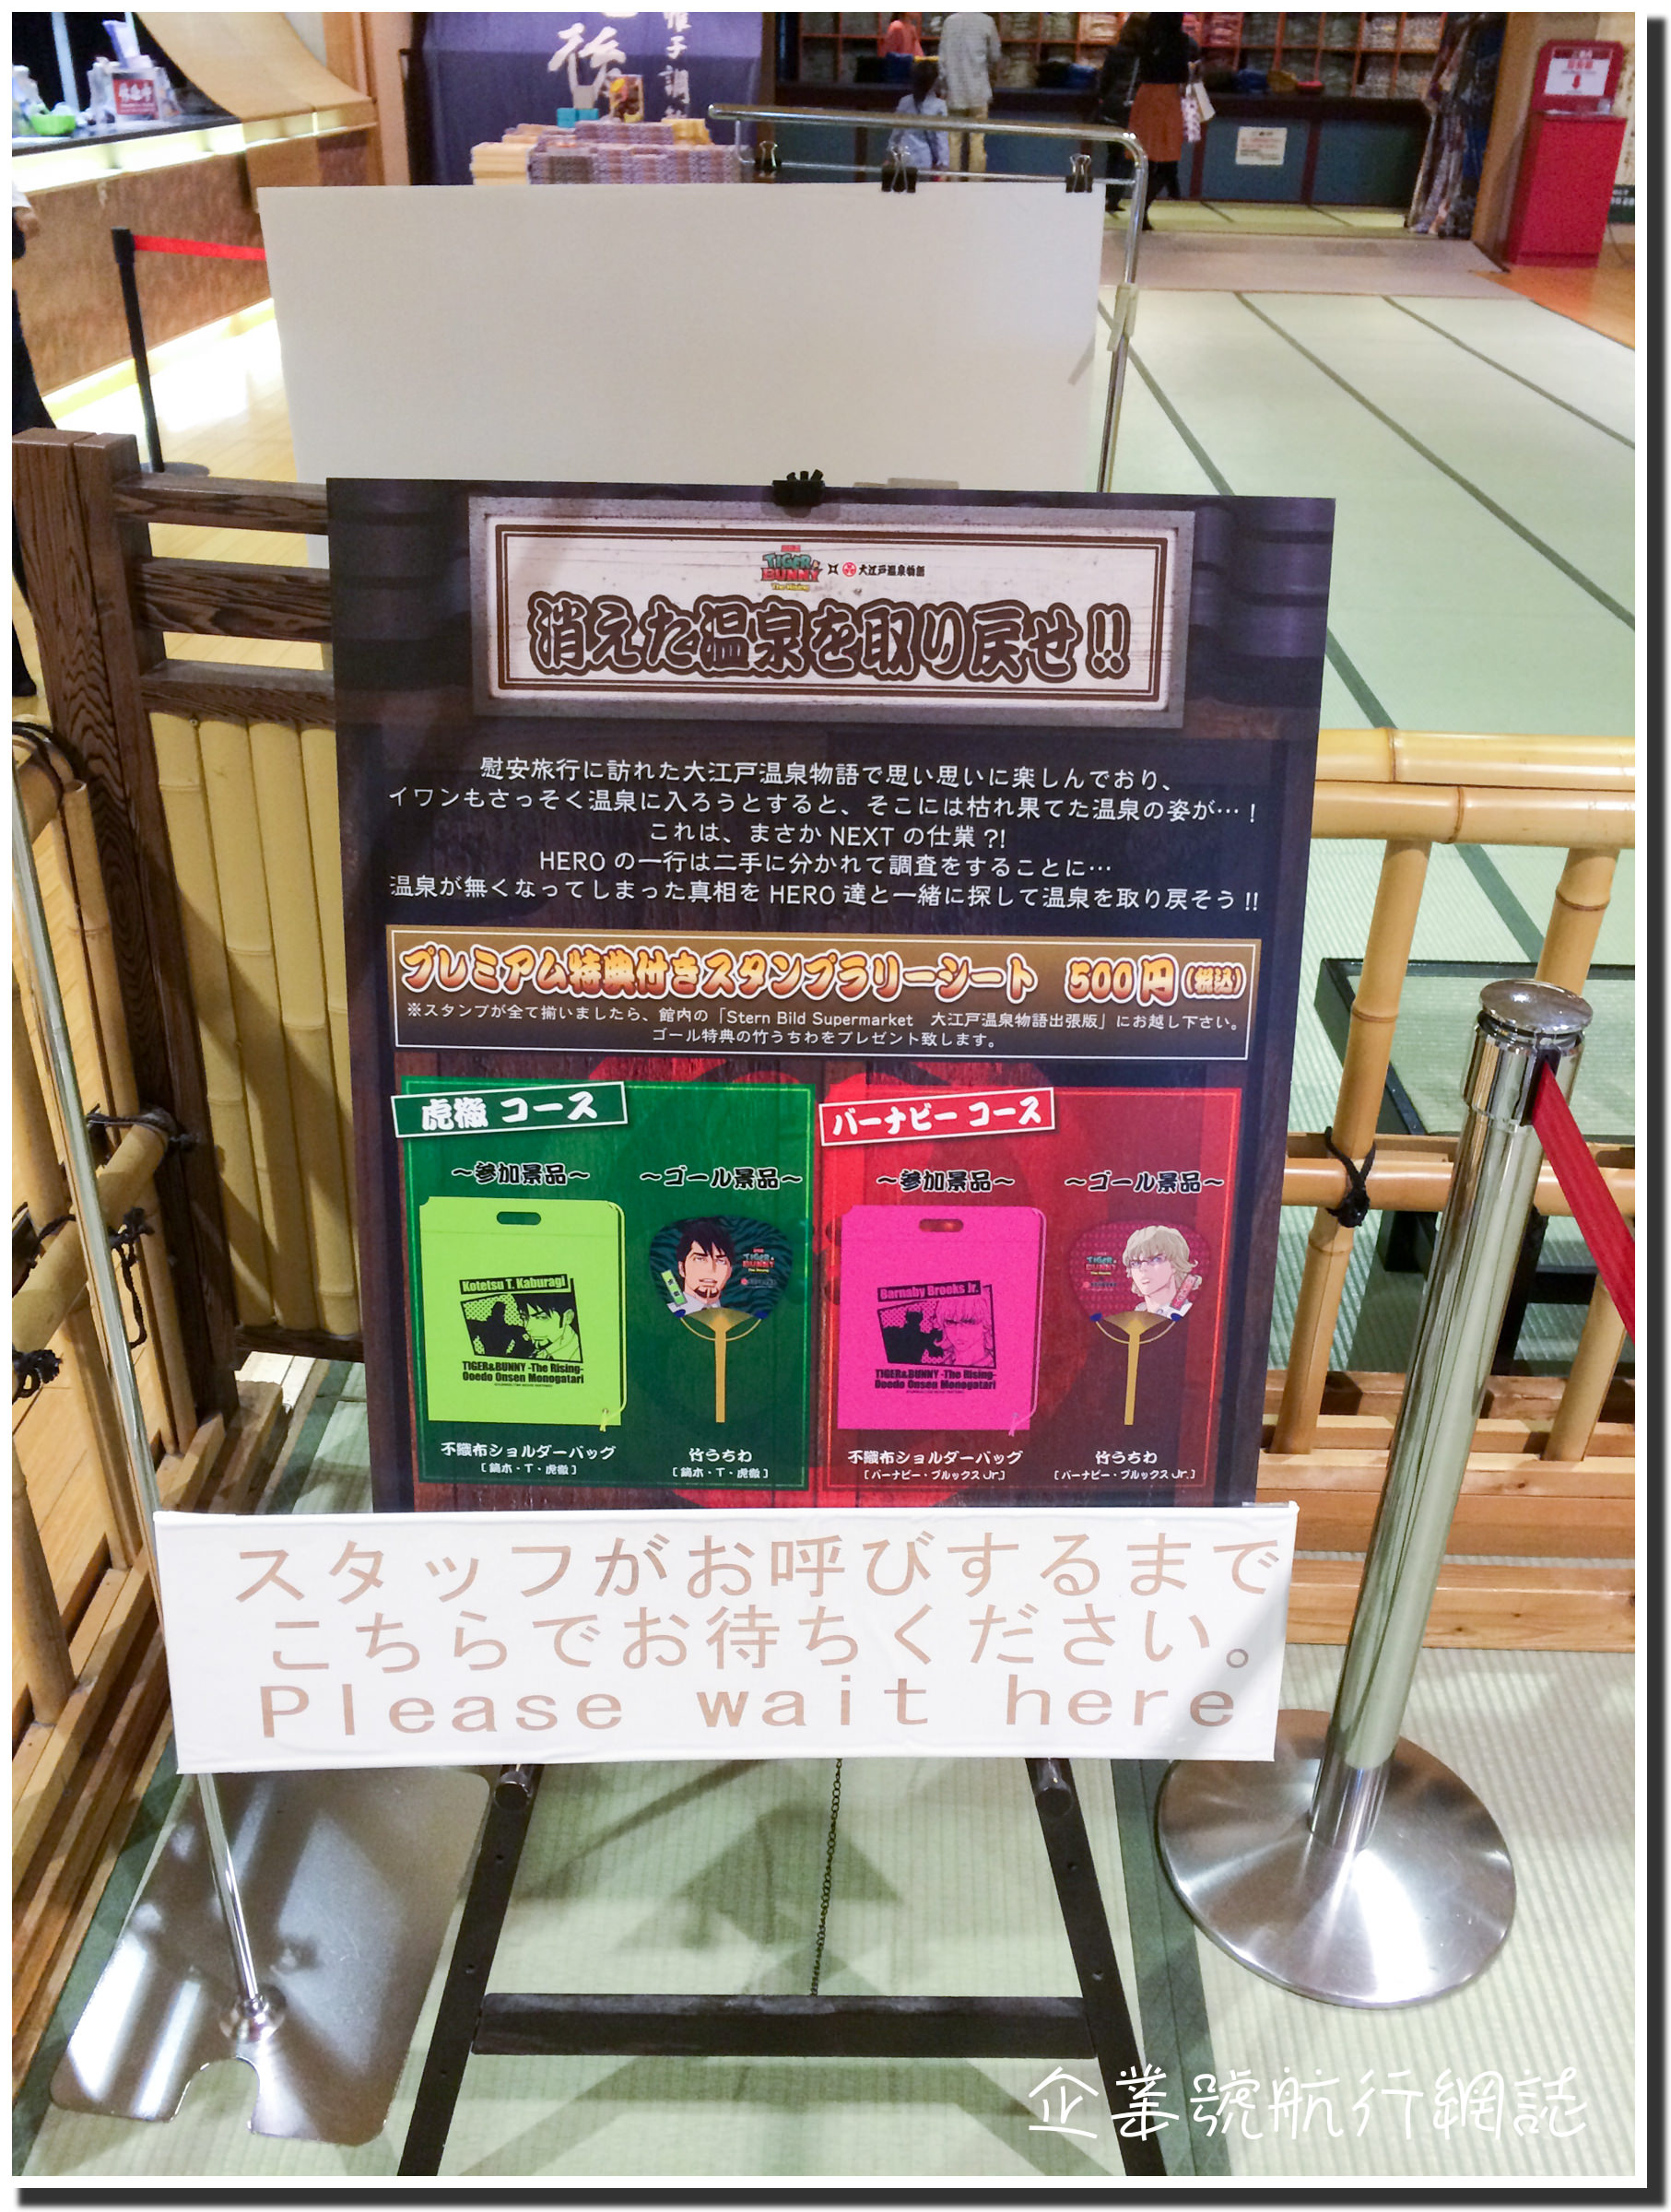 後
帷子調
TIGER & BUNNY
The Rising
大江戸温泉物語
消えた温泉を取り戻せ!!
慰安旅行に訪れた大江戸温泉物語で思い思いに楽しんでおり、
イワンもさっそく温泉に入ろうとすると、そこには枯れ果てた温泉の姿が…！
これは、まさか NEXT の仕業 ?!
HERO の一行は二手に分かれて調査をすることに…
温泉が無くなってしまった真相を HERO 達と一緒に探して温泉を取り戻そう !!
プレミアム特典付きスタンプラリーシート 500円(税込)
※スタンプが全て揃いましたら、館内の「Stern Bild Supermarket 大江戸温泉物語出張版」にお越し下さい。
ゴール特典の竹うちわをプレゼント致します。
虎徹 コース
バーナビー コース
～参加景品～ ～ゴール景品～
～参加景品～ ～ゴール景品～
Kotetsu T. Kaburagi
TIGER&BUNNY -The Rising-
Ooedo Onsen Monogatari
TIGER & BUNNY
Barnaby Brooks Jr.
TIGER&BUNNY -The Rising-
Ooedo Onsen Monogatari
TIGER & BUNNY
不織布ショルダーバッグ
［鏑木・T・虎徹］
竹うちわ
［鏑木・T・虎徹］
不織布ショルダーバッグ
［バーナビー・ブルックス Jr.］
竹うちわ
［バーナビー・ブルックス Jr.］
スタッフがお呼びするまで
こちらでお待ちください。
Please wait here
企業號航行網誌